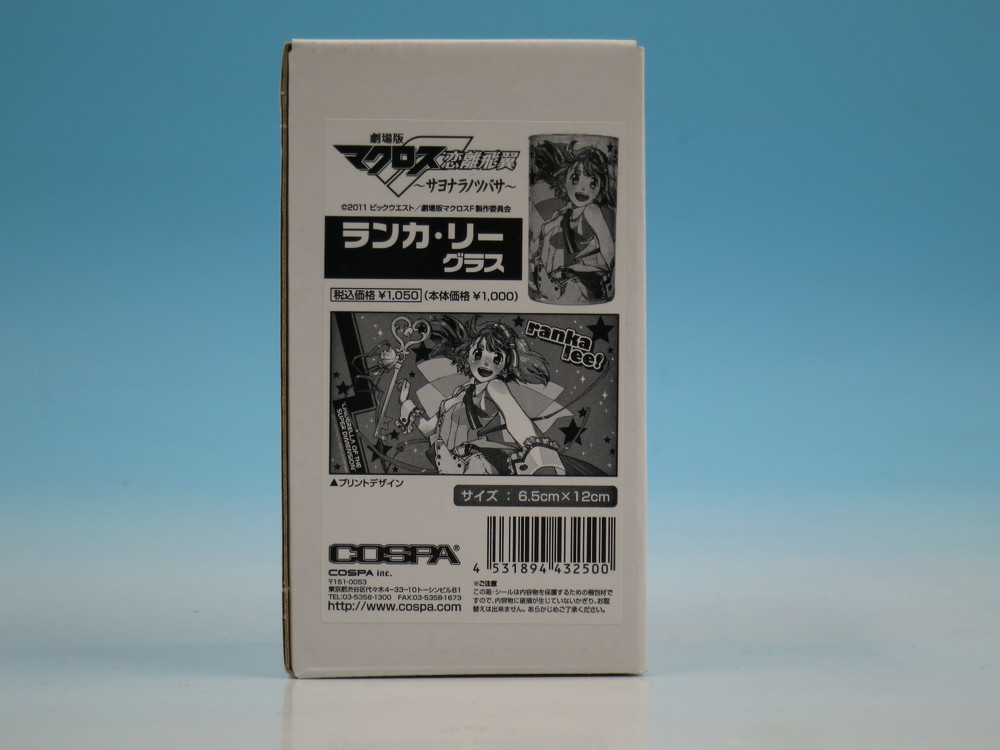 劇場版
マクロスF 恋離飛翼
～サヨナラノツバサ～
©2011 ビックウエスト／劇場版マクロスF製作委員会
ランカ・リー
グラス
税込価格 ¥1,050 (本体価格 ¥1,000)
ranka
lee!
"CINDERELLA OF THE
SUPER DIMENSION"
▲プリントデザイン
サイズ : 6.5cm×12cm
COSPA®
COSPA inc.
〒151-0053
東京都渋谷区代々木4-33-10トーシンビルB1
TEL:03-5358-1300 FAX:03-5358-1673
http://www.cospa.com
4 531894 432500
※ご注意
この箱・シールは内容物を保護するための梱包材で
すので、内容物に破損が生じていないかぎり、お取
替えは出来ません。あらかじめご了承ください。